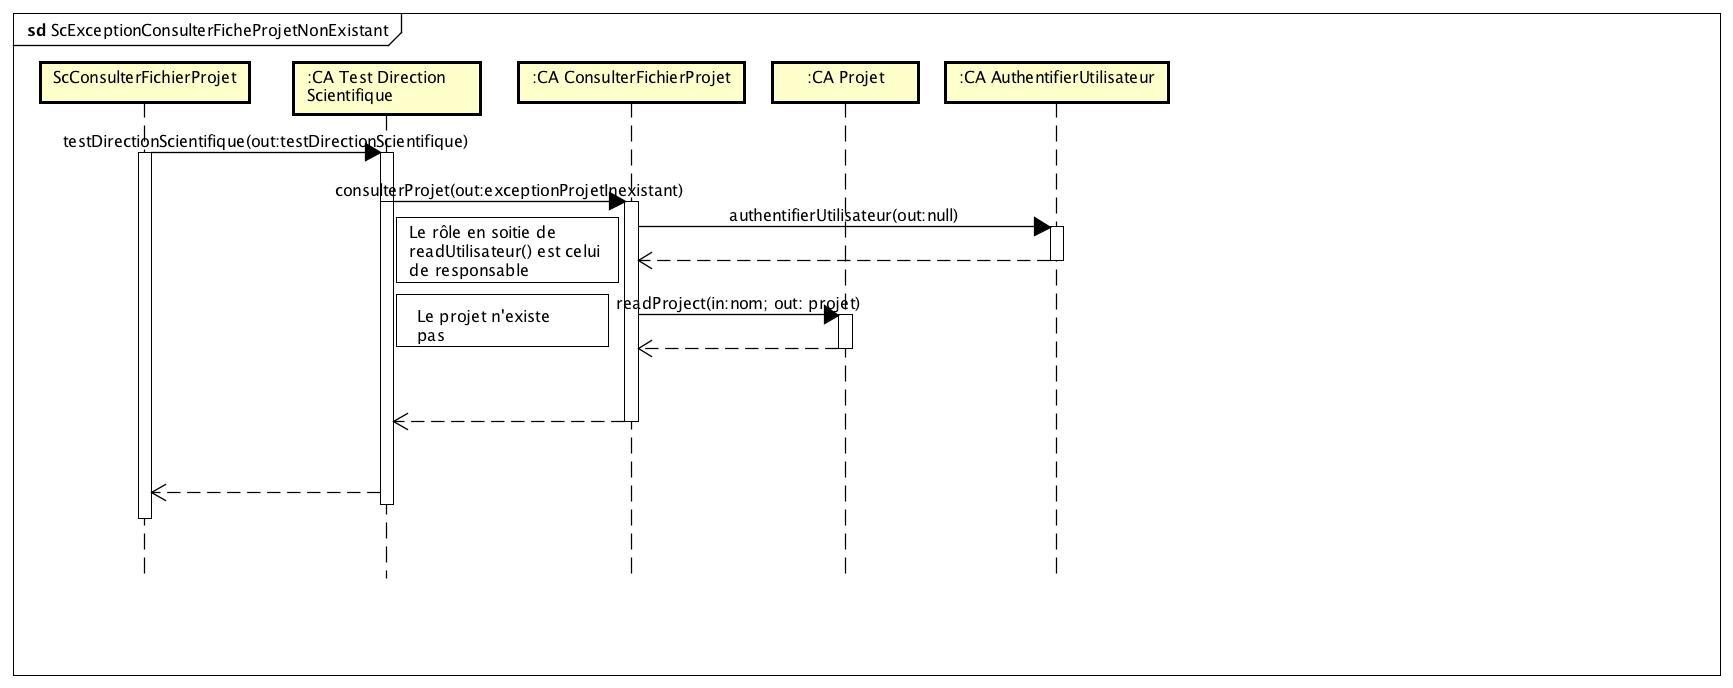 sd ScExceptionConsulterFicheProjetNonExistant
ScConsulterFichierProjet
:CA Test Direction
Scientifique
:CA ConsulterFichierProjet
:CA Projet
:CA AuthentifierUtilisateur
testDirectionScientifique(out:testDirectionScientifique)
consulterProjet(out:exceptionProjetInexistant)
authentifierUtilisateur(out:null)
Le rôle en soitie de
readUtilisateur() est celui
de responsable
readProject(in:nom; out: projet)
Le projet n'existe
pas